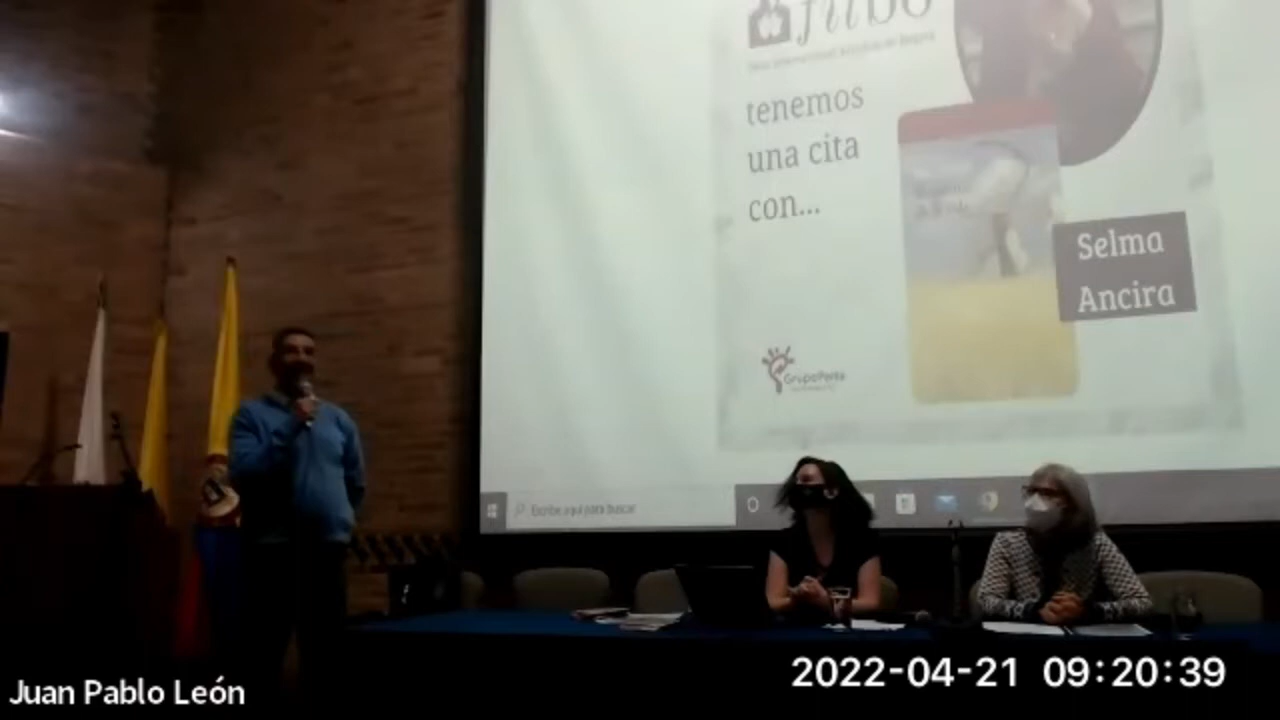 filbo
tenemos
una cita
con...
Selma
Ancira
GrupoPenta
Escribe aquí para buscar
Juan Pablo León
2022-04-21 09:20:39